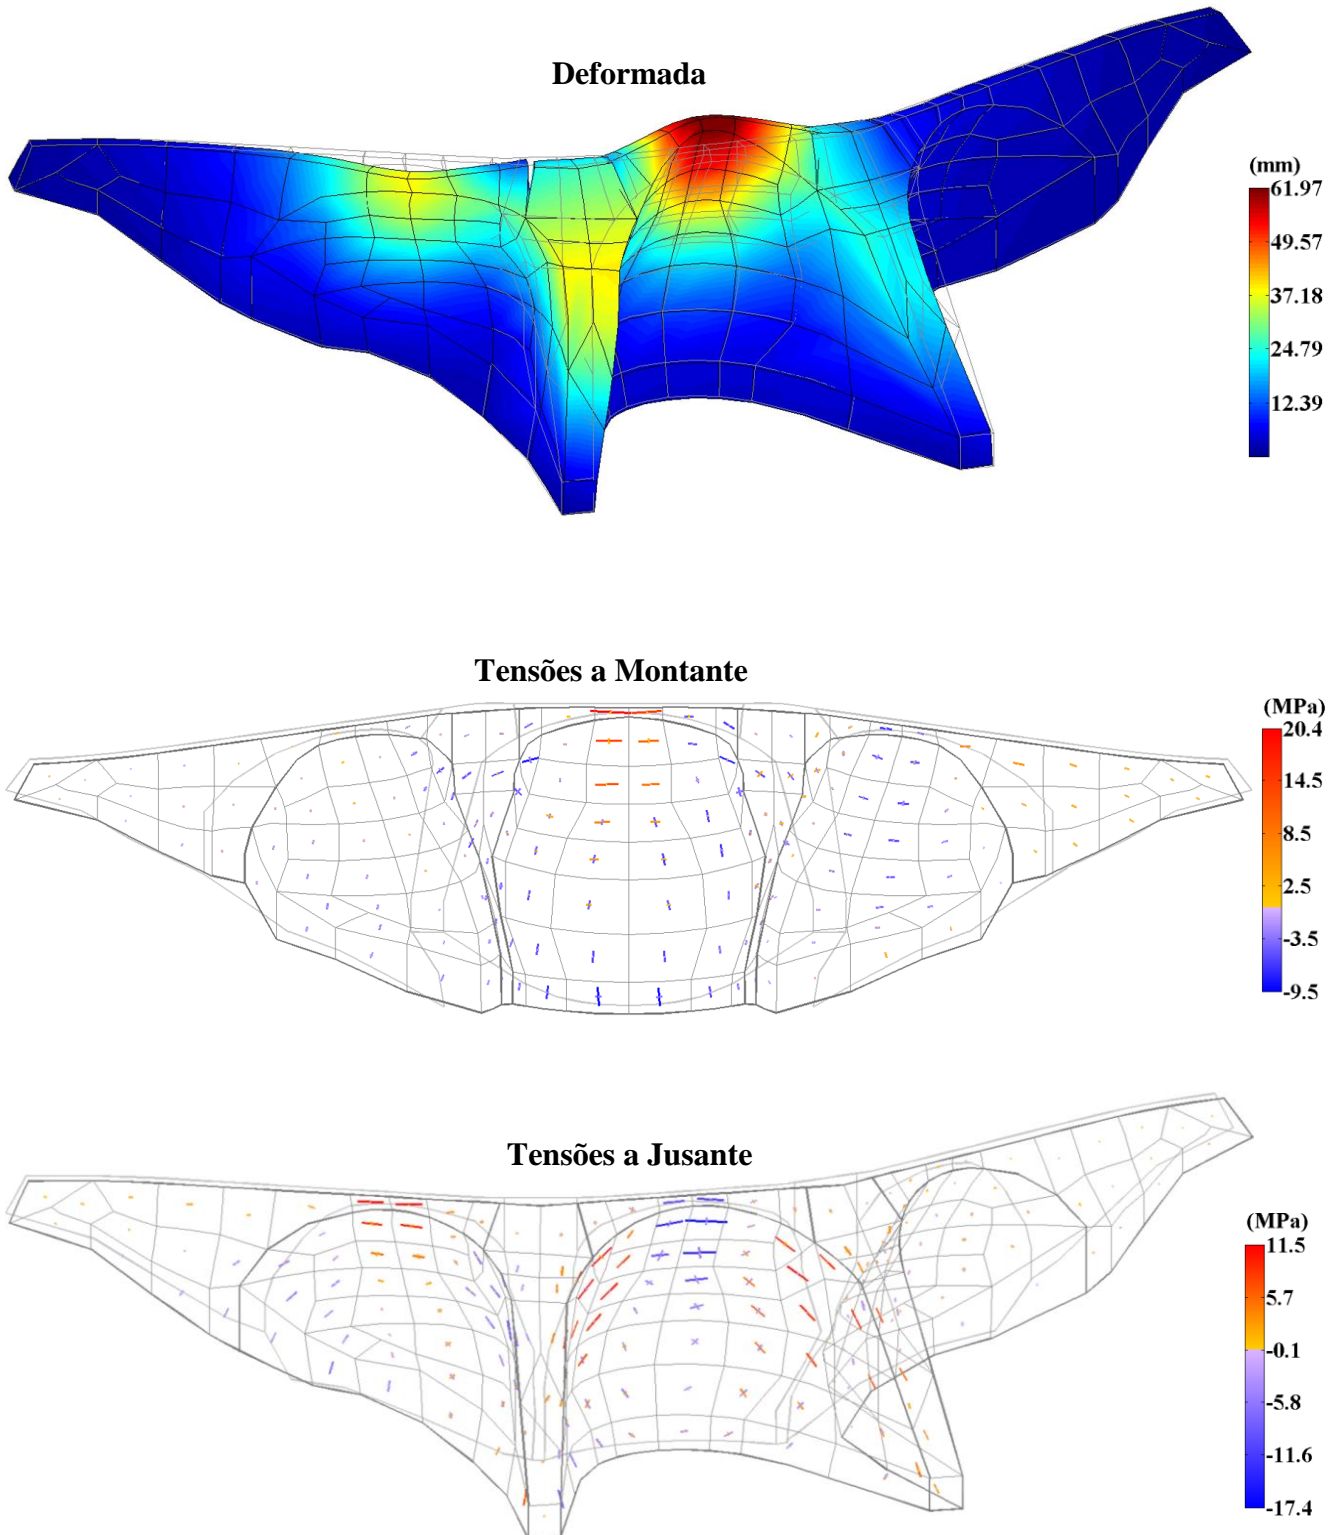 Deformada
(mm)
61.97
49.57
37.18
24.79
12.39
Tensões a Montante
(MPa)
20.4
14.5
8.5
2.5
-3.5
-9.5
Tensões a Jusante
(MPa)
11.5
5.7
-0.1
-5.8
-11.6
-17.4